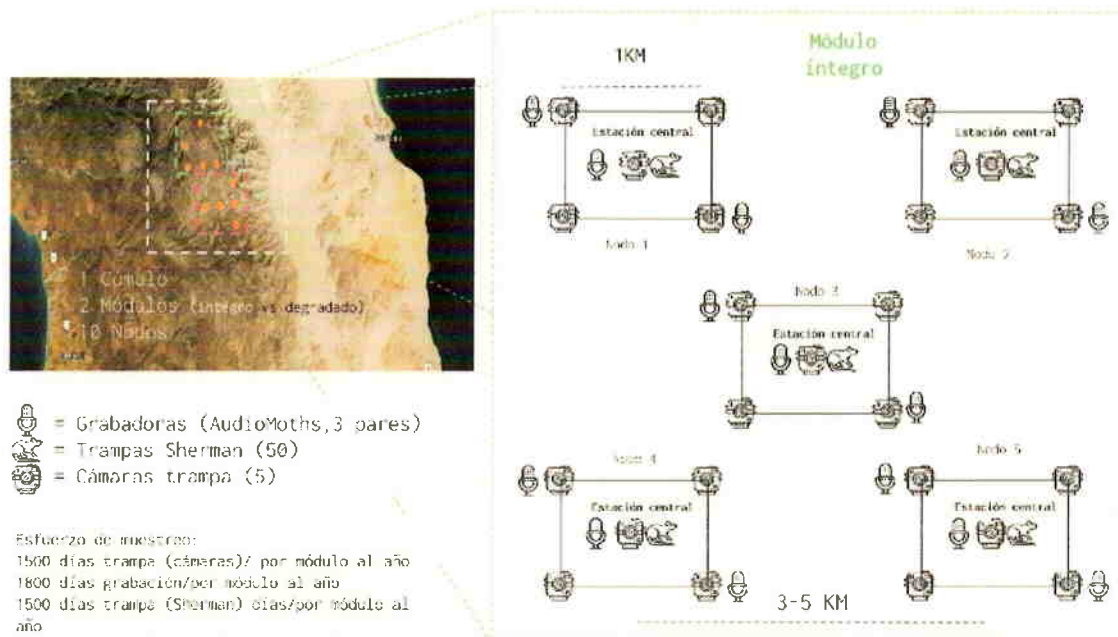 1 Cúmulo
2 Módulos (íntegro vs degradado)
10 Nodos
= Grabadoras (AudioMoths,3 pares)
= Trampas Sherman (50)
= Cámaras trampa (5)
Esfuerzo de muestreo:
1500 días trampa (cámaras)/ por módulo al año
1800 días grabación/por módulo al año
1500 días trampa (Sherman) días/por módulo al
año
1KM
Módulo
íntegro
Estación central
Nodo 1
Estación central
Nodo 2
Nodo 3
Estación central
Nodo 4
Estación central
Nodo 5
Estación central
3-5 KM